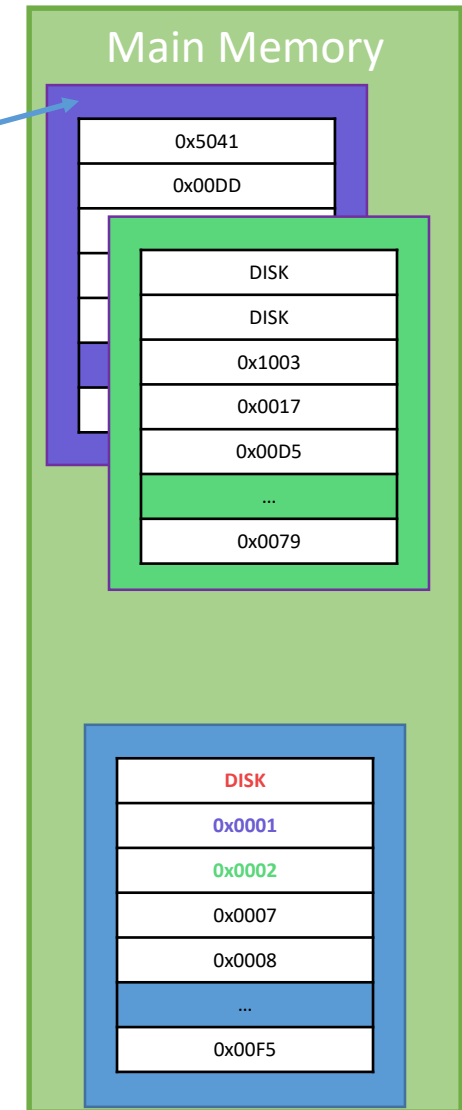 Main Memory
0x5041
0x00DD
DISK
DISK
0x1003
0x0017
0x00D5
...
0x0079
DISK
0x0001
0x0002
0x0007
0x0008
...
0x00F5